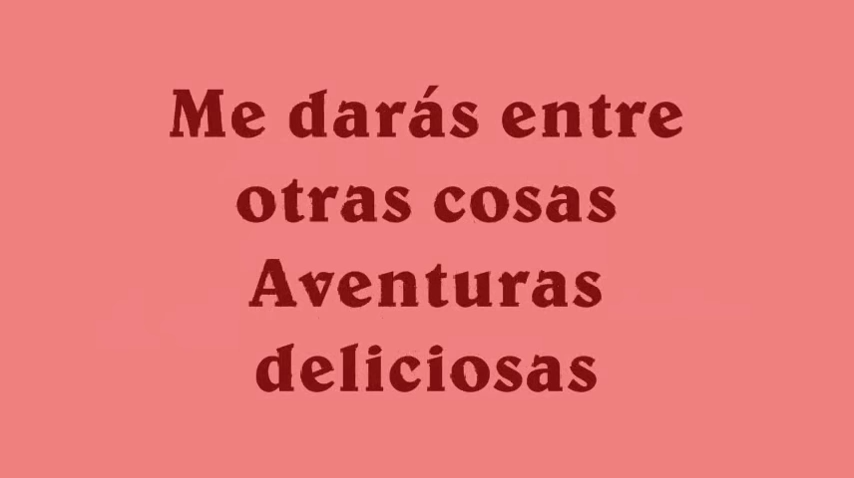 Me darás entre
otras cosas
Aventuras
deliciosas